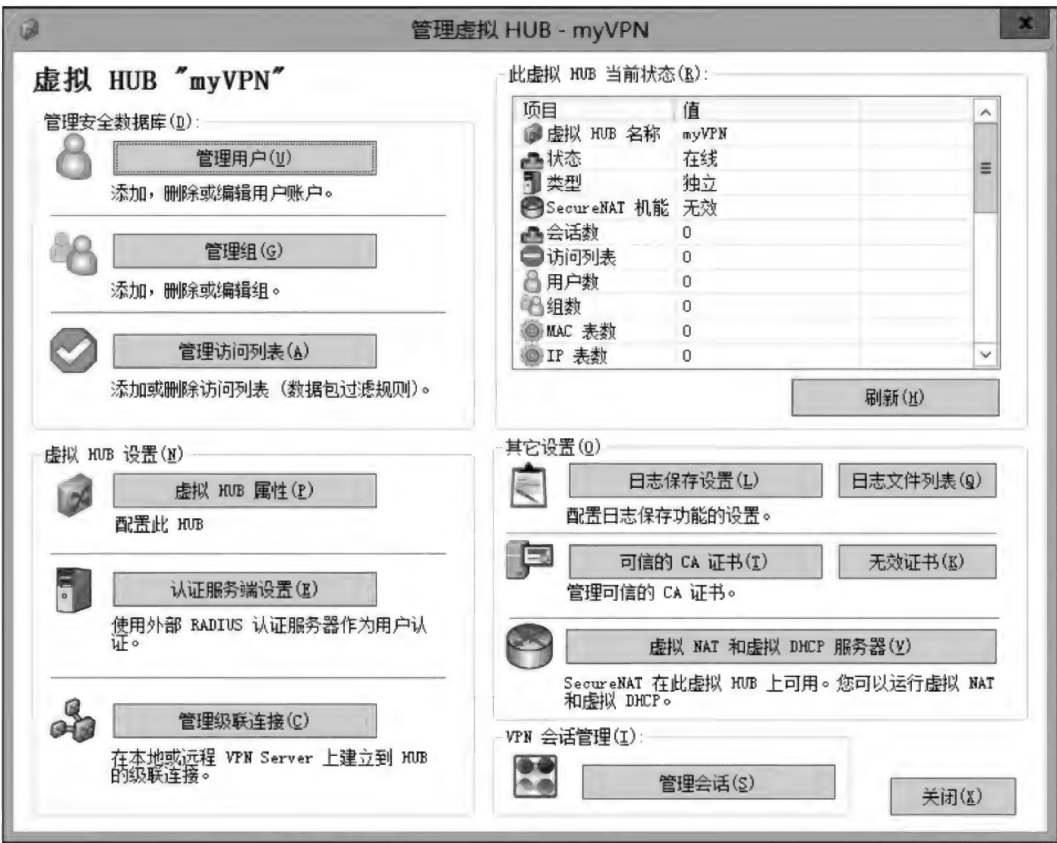 管理虚拟 HUB - myVPN
虚拟 HUB "myVPN"
管理安全数据库(D):
管理用户(U)
添加，删除或编辑用户账户。
管理组(G)
添加，删除或编辑组。
管理访问列表(A)
添加或删除访问列表 (数据包过滤规则)。
此虚拟 HUB 当前状态(R):
项目 值
虚拟 HUB 名称 myVPN
状态 在线
类型 独立
SecureNAT 机能 无效
会话数 0
访问列表 0
用户数 0
组数 0
MAC 表数 0
IP 表数 0
刷新(H)
虚拟 HUB 设置(N)
虚拟 HUB 属性(P)
配置此 HUB
认证服务端设置(E)
使用外部 RADIUS 认证服务器作为用户认
证。
管理级联连接(C)
在本地或远程 VPN Server 上建立到 HUB
的级联连接。
其它设置(O)
日志保存设置(L) 日志文件列表(Q)
配置日志保存功能的设置。
可信的 CA 证书(T) 无效证书(K)
管理可信的 CA 证书。
虚拟 NAT 和虚拟 DHCP 服务器(V)
SecureNAT 在此虚拟 HUB 上可用。您可以运行虚拟 NAT
和虚拟 DHCP。
VPN 会话管理(I):
管理会话(S)
关闭(X)